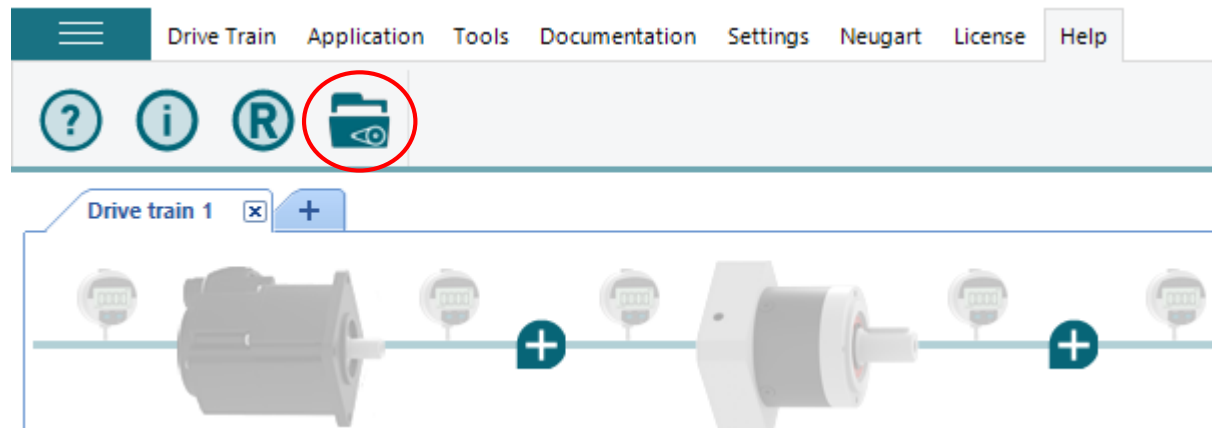 Drive Train Application Tools Documentation Settings Neugart License Help
? i R
Drive train 1 x +